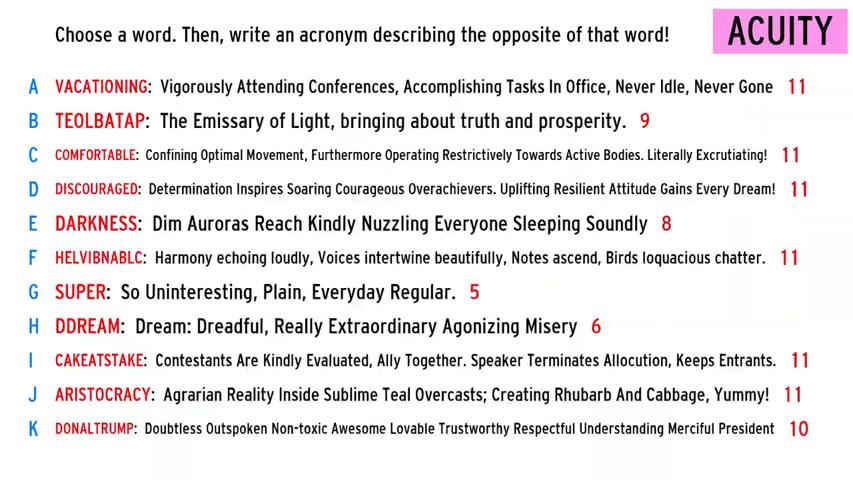 Choose a word. Then, write an acronym describing the opposite of that word!
ACUITY
A VACATIONING: Vigorously Attending Conferences, Accomplishing Tasks In Office, Never Idle, Never Gone 11
B TEOLBATAP: The Emissary of Light, bringing about truth and prosperity. 9
C COMFORTABLE: Confining Optimal Movement, Furthermore Operating Restrictively Towards Active Bodies. Literally Excrutiating! 11
D DISCOURAGED: Determination Inspires Soaring Courageous Overachievers. Uplifting Resilient Attitude Gains Every Dream! 11
E DARKNESS: Dim Auroras Reach Kindly Nuzzling Everyone Sleeping Soundly 8
F HELVIBNABLC: Harmony echoing loudly, Voices intertwine beautifully, Notes ascend, Birds loquacious chatter. 11
G SUPER: So Uninteresting, Plain, Everyday Regular. 5
H DDREAM: Dream: Dreadful, Really Extraordinary Agonizing Misery 6
I CAKEATSTAKE: Contestants Are Kindly Evaluated, Ally Together. Speaker Terminates Allocution, Keeps Entrants. 11
J ARISTOCRACY: Agrarian Reality Inside Sublime Teal Overcasts; Creating Rhubarb And Cabbage, Yummy! 11
K DONALTRUMP: Doubtless Outspoken Non-toxic Awesome Lovable Trustworthy Respectful Understanding Merciful President 10